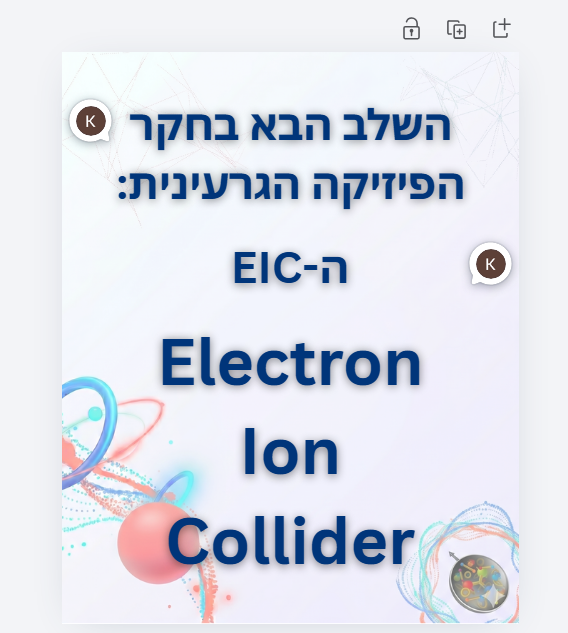 השלב הבא בחקר
K
הפיזיקה הגרעינית:
ה-EIC
K
Electron
Ion
Collider